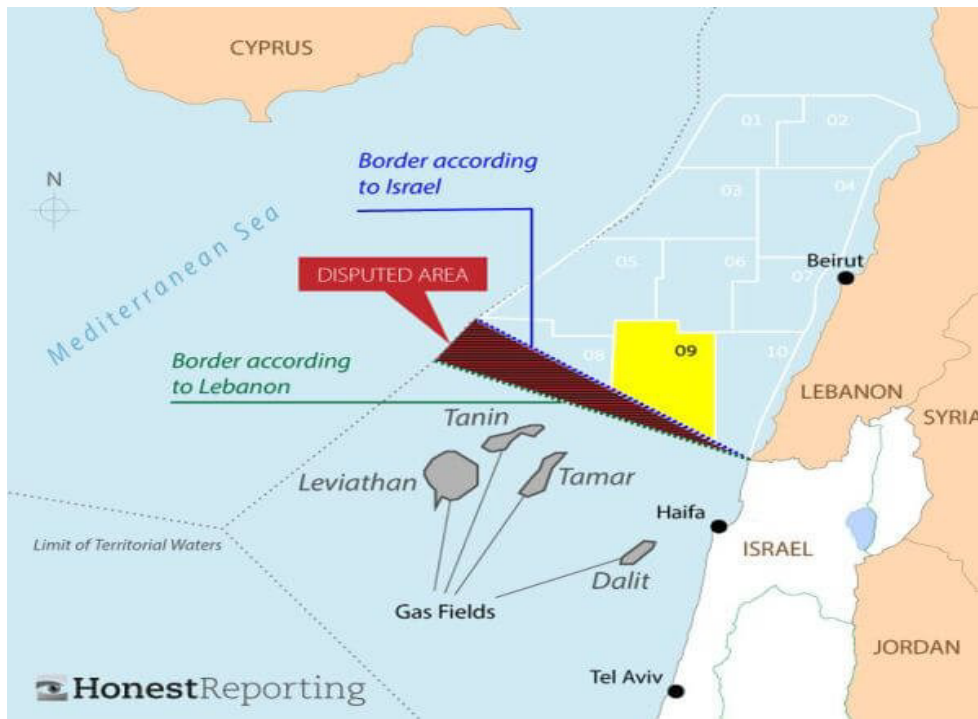 CYPRUS
01
02
Border according
to Israel
N
03
04
Mediterranean Sea
DISPUTED AREA
05
06
07
Beirut
Border according
to Lebanon
08
09
10
LEBANON
SYRIA
Tanin
Leviathan
Tamar
Haifa
Limit of Territorial Waters
ISRAEL
Dalit
Gas Fields
JORDAN
Tel Aviv
HonestReporting